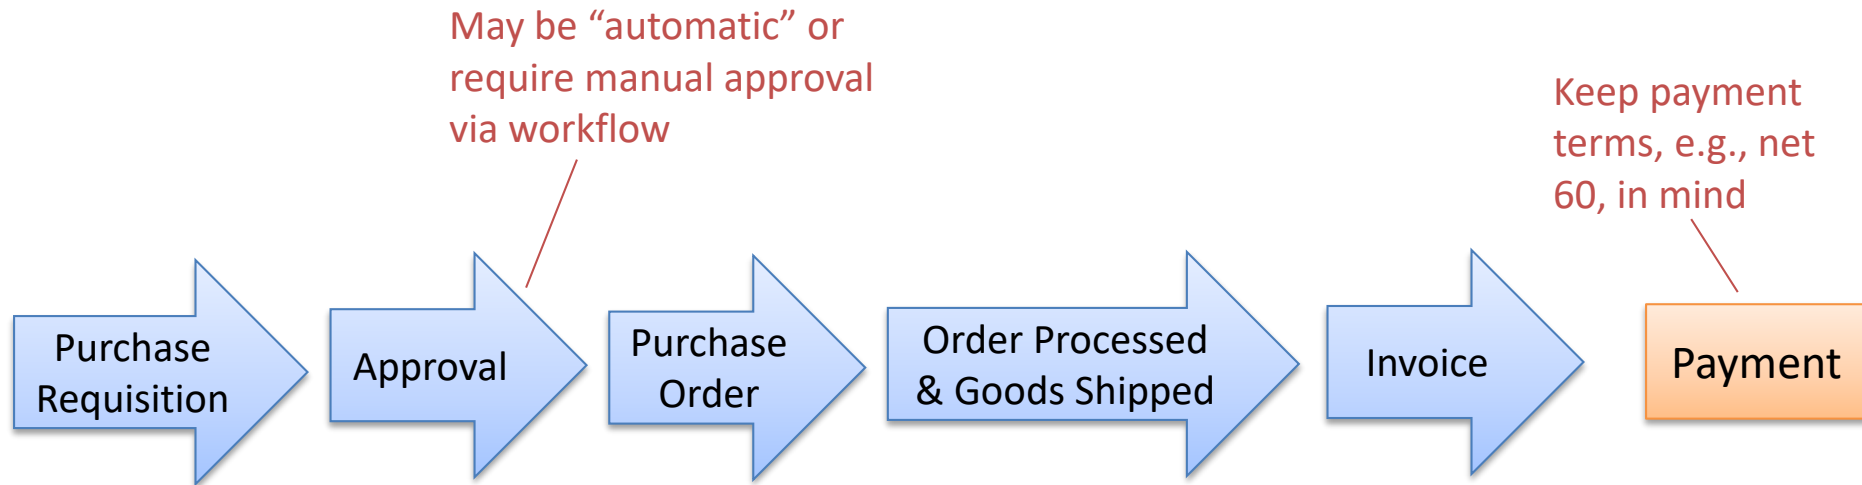 May be “automatic” or
require manual approval
via workflow
Keep payment
terms, e.g., net
60, in mind
Purchase
Requisition
Approval
Purchase
Order
Order Processed
& Goods Shipped
Invoice
Payment